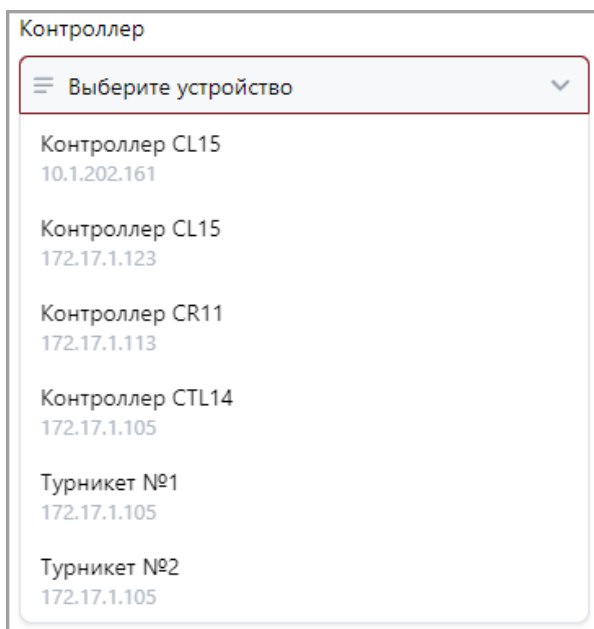 Контроллер
Выберите устройство
Контроллер CL15
10.1.202.161
Контроллер CL15
172.17.1.123
Контроллер CR11
172.17.1.113
Контроллер CTL14
172.17.1.105
Турникет №1
172.17.1.105
Турникет №2
172.17.1.105